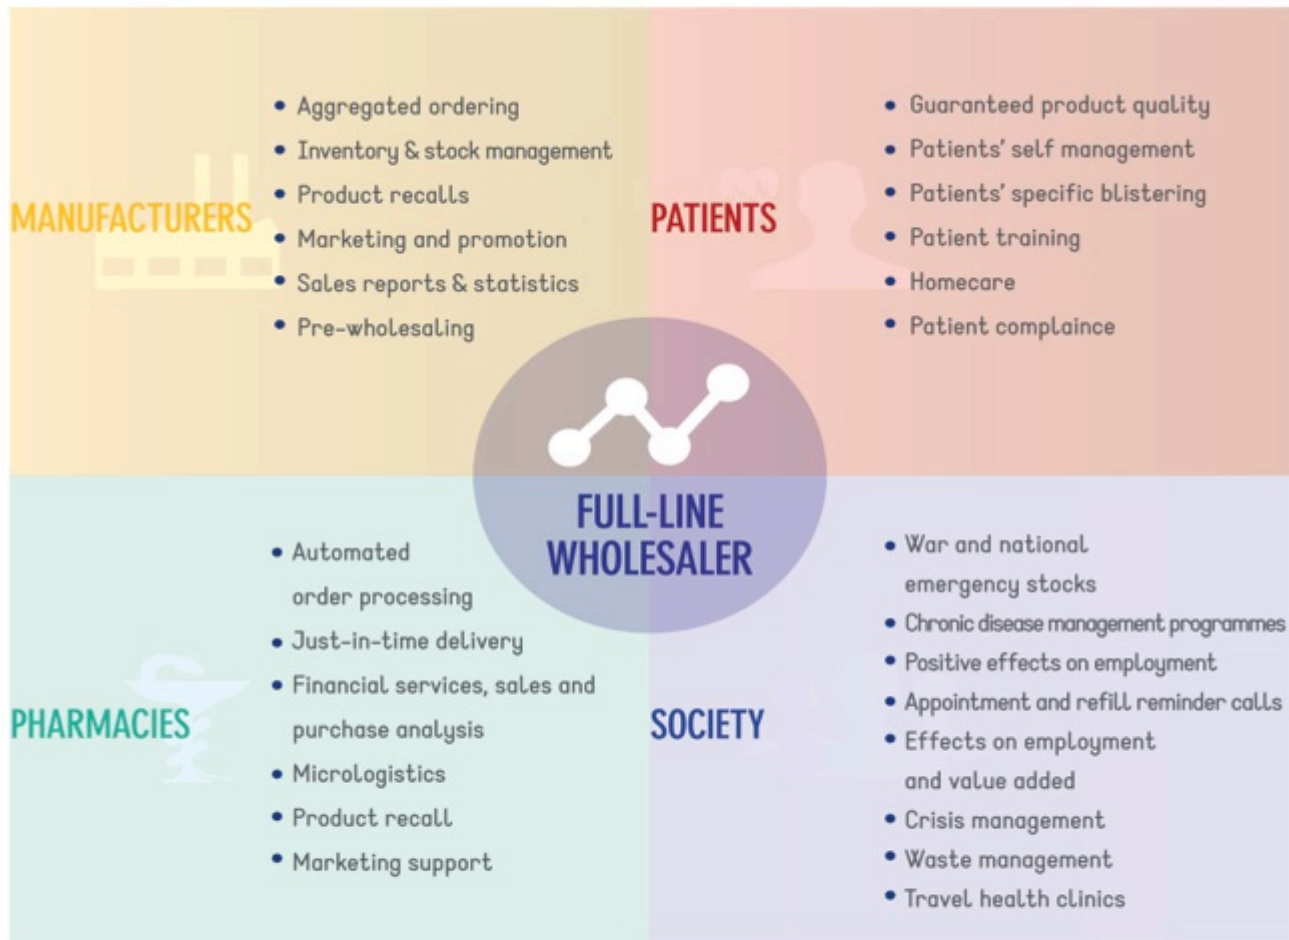 MANUFACTURERS
Aggregated ordering
Inventory & stock management
Product recalls
Marketing and promotion
Sales reports & statistics
Pre-wholesaling
PATIENTS
Guaranteed product quality
Patients' self management
Patients' specific blistering
Patient training
Homecare
Patient complaince
FULL-LINE
WHOLESALER
PHARMACIES
Automated
order processing
Just-in-time delivery
Financial services, sales and
purchase analysis
Micrologistics
Product recall
Marketing support
SOCIETY
War and national
emergency stocks
Chronic disease management programmes
Positive effects on employment
Appointment and refill reminder calls
Effects on employment
and value added
Crisis management
Waste management
Travel health clinics